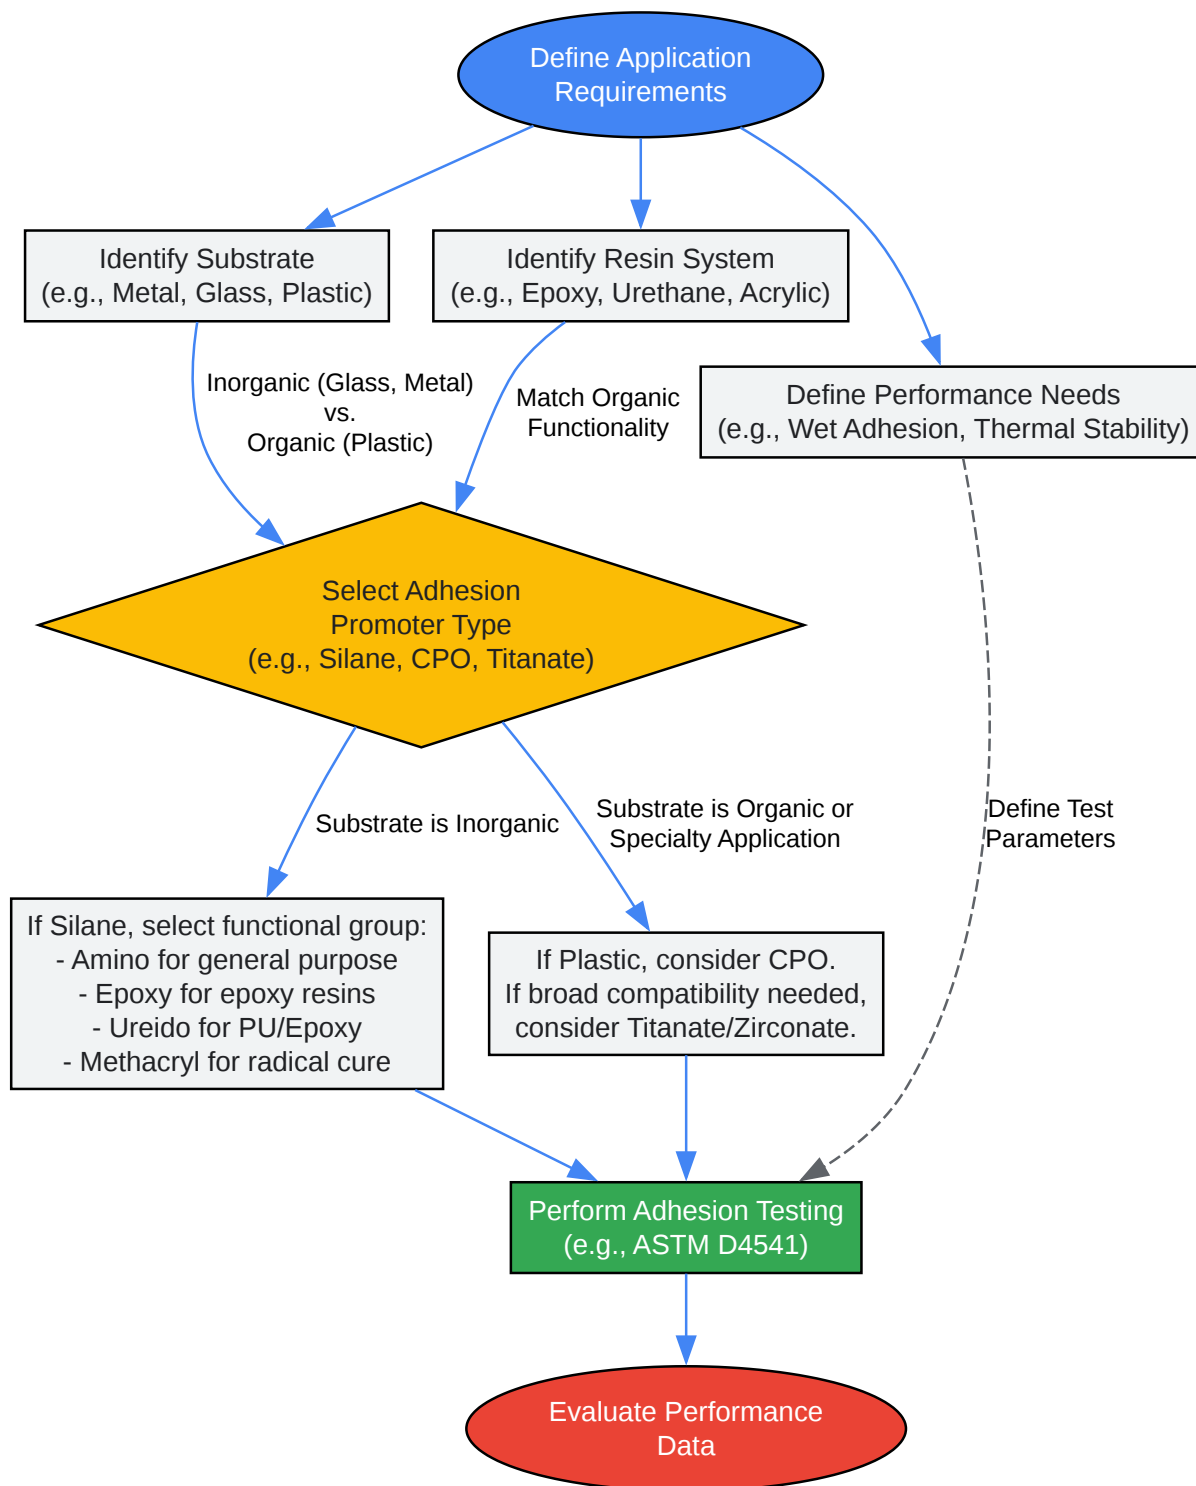 Define Application
Requirements
Identify Substrate
(e.g., Metal, Glass, Plastic)
Identify Resin System
(e.g., Epoxy, Urethane, Acrylic)
Define Performance Needs
(e.g., Wet Adhesion, Thermal Stability)
Inorganic (Glass, Metal)
vs.
Organic (Plastic)
Match Organic
Functionality
Select Adhesion
Promoter Type
(e.g., Silane, CPO, Titanate)
Substrate is Inorganic
Substrate is Organic or
Specialty Application
Define Test
Parameters
If Silane, select functional group:
- Amino for general purpose
- Epoxy for epoxy resins
- Ureido for PU/Epoxy
- Methacryl for radical cure
If Plastic, consider CPO.
If broad compatibility needed,
consider Titanate/Zirconate.
Perform Adhesion Testing
(e.g., ASTM D4541)
Evaluate Performance
Data